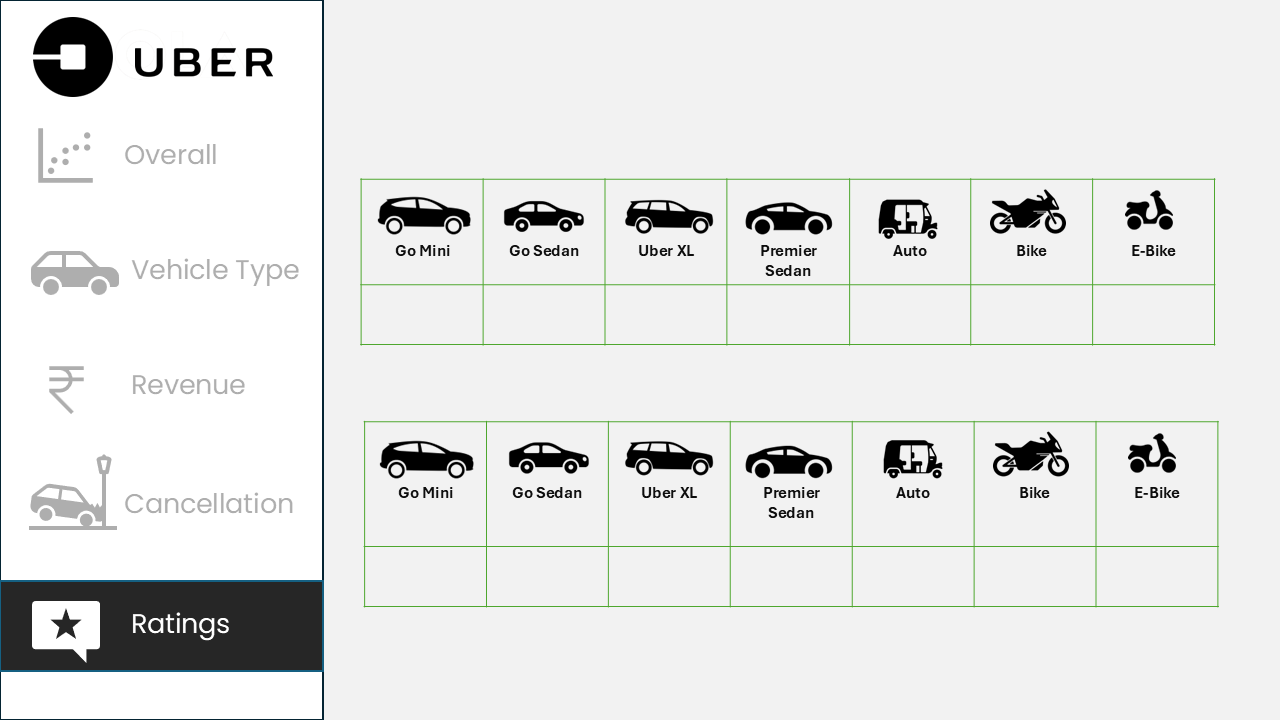 UBER
Overall
Vehicle Type
Revenue
Cancellation
Ratings
Go Mini Go Sedan Uber XL Premier Sedan Auto Bike E-Bike
Go Mini Go Sedan Uber XL Premier Sedan Auto Bike E-Bike